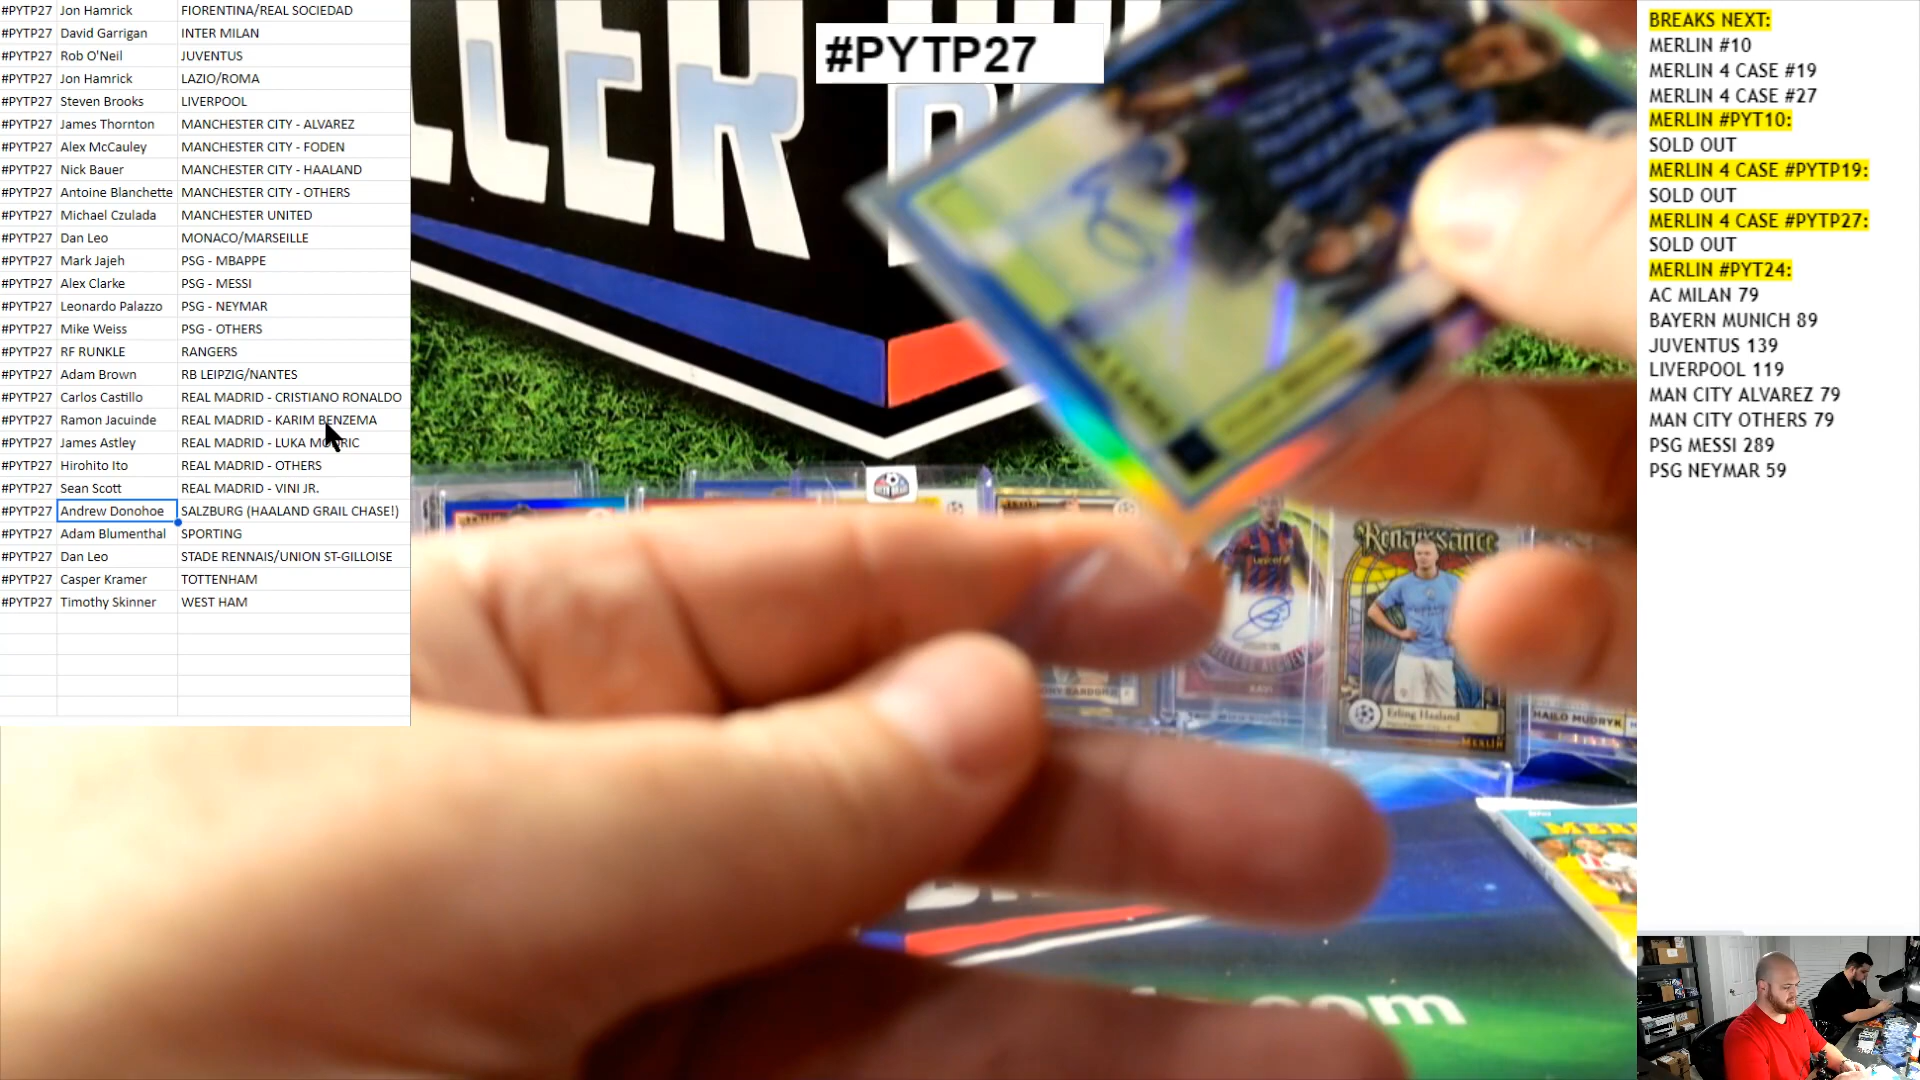 #PYTP27 Jon Hamrick FIORENTINA/REAL SOCIEDAD
#PYTP27 David Garrigan INTER MILAN
#PYTP27 Rob O'Neil JUVENTUS
#PYTP27 Jon Hamrick LAZIO/ROMA
#PYTP27 Steven Brooks LIVERPOOL
#PYTP27 James Thornton MANCHESTER CITY - ALVAREZ
#PYTP27 Alex McCauley MANCHESTER CITY - FODEN
#PYTP27 Nick Bauer MANCHESTER CITY - HAALAND
#PYTP27 Antoine Blanchette MANCHESTER CITY - OTHERS
#PYTP27 Michael Czulada MANCHESTER UNITED
#PYTP27 Dan Leo MONACO/MARSEILLE
#PYTP27 Mark Jajeh PSG - MBAPPE
#PYTP27 Alex Clarke PSG - MESSI
#PYTP27 Leonardo Palazzo PSG - NEYMAR
#PYTP27 Mike Weiss PSG - OTHERS
#PYTP27 RF RUNKLE RANGERS
#PYTP27 Adam Brown RB LEIPZIG/NANTES
#PYTP27 Carlos Castillo REAL MADRID - CRISTIANO RONALDO
#PYTP27 Ramon Jacuinde REAL MADRID - KARIM BENZEMA
#PYTP27 James Astley REAL MADRID - LUKA
#PYTP27 Hirohito Ito REAL MADRID - OTHERS
#PYTP27 Sean Scott REAL MADRID - VINI JR.
#PYTP27 Andrew Donohoe SALZBURG (HAALAND GRAIL CHASE!)
#PYTP27 Adam Blumenthal SPORTING
#PYTP27 Dan Leo STADE RENNAIS/UNION ST-GILLOISE
#PYTP27 Casper Kramer TOTTENHAM
#PYTP27 Timothy Skinner WEST HAM
#PYTP27
Renaissance
Erling Haaland
MERLIN
XAVI
MUDRYK
BREAKS NEXT:
MERLIN #10
MERLIN 4 CASE #19
MERLIN 4 CASE #27
MERLIN #PYT10:
SOLD OUT
MERLIN 4 CASE #PYTP19:
SOLD OUT
MERLIN 4 CASE #PYTP27:
SOLD OUT
MERLIN #PYT24:
AC MILAN 79
BAYERN MUNICH 89
JUVENTUS 139
LIVERPOOL 119
MAN CITY ALVAREZ 79
MAN CITY OTHERS 79
PSG MESSI 289
PSG NEYMAR 59